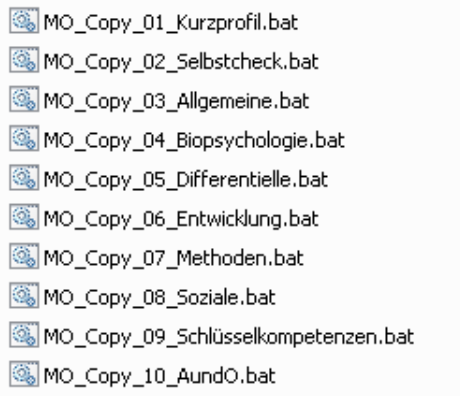 MO_Copy_01_Kurzprofil.bat
MO_Copy_02_Selbstcheck.bat
MO_Copy_03_Allgemeine.bat
MO_Copy_04_Biopsychologie.bat
MO_Copy_05_Differentielle.bat
MO_Copy_06_Entwicklung.bat
MO_Copy_07_Methoden.bat
MO_Copy_08_Soziale.bat
MO_Copy_09_Schlüsselkompetenzen.bat
MO_Copy_10_AundO.bat